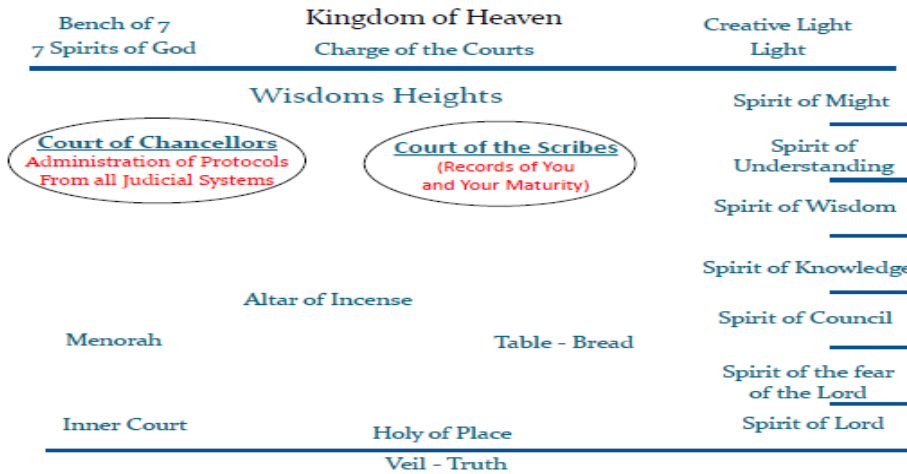 Kingdom of Heaven
Bench of 7
7 Spirits of God
Charge of the Courts
Creative Light
Light
Wisdoms Heights
Spirit of Might
Court of Chancellors
Administration of Protocols
From all Judicial Systems
Court of the Scribes
(Records of You
and Your Maturity)
Spirit of
Understanding
Spirit of Wisdom
Spirit of Knowledge
Altar of Incense
Spirit of Council
Menorah
Table - Bread
Spirit of the fear
of the Lord
Inner Court
Holy of Place
Spirit of Lord
Veil - Truth